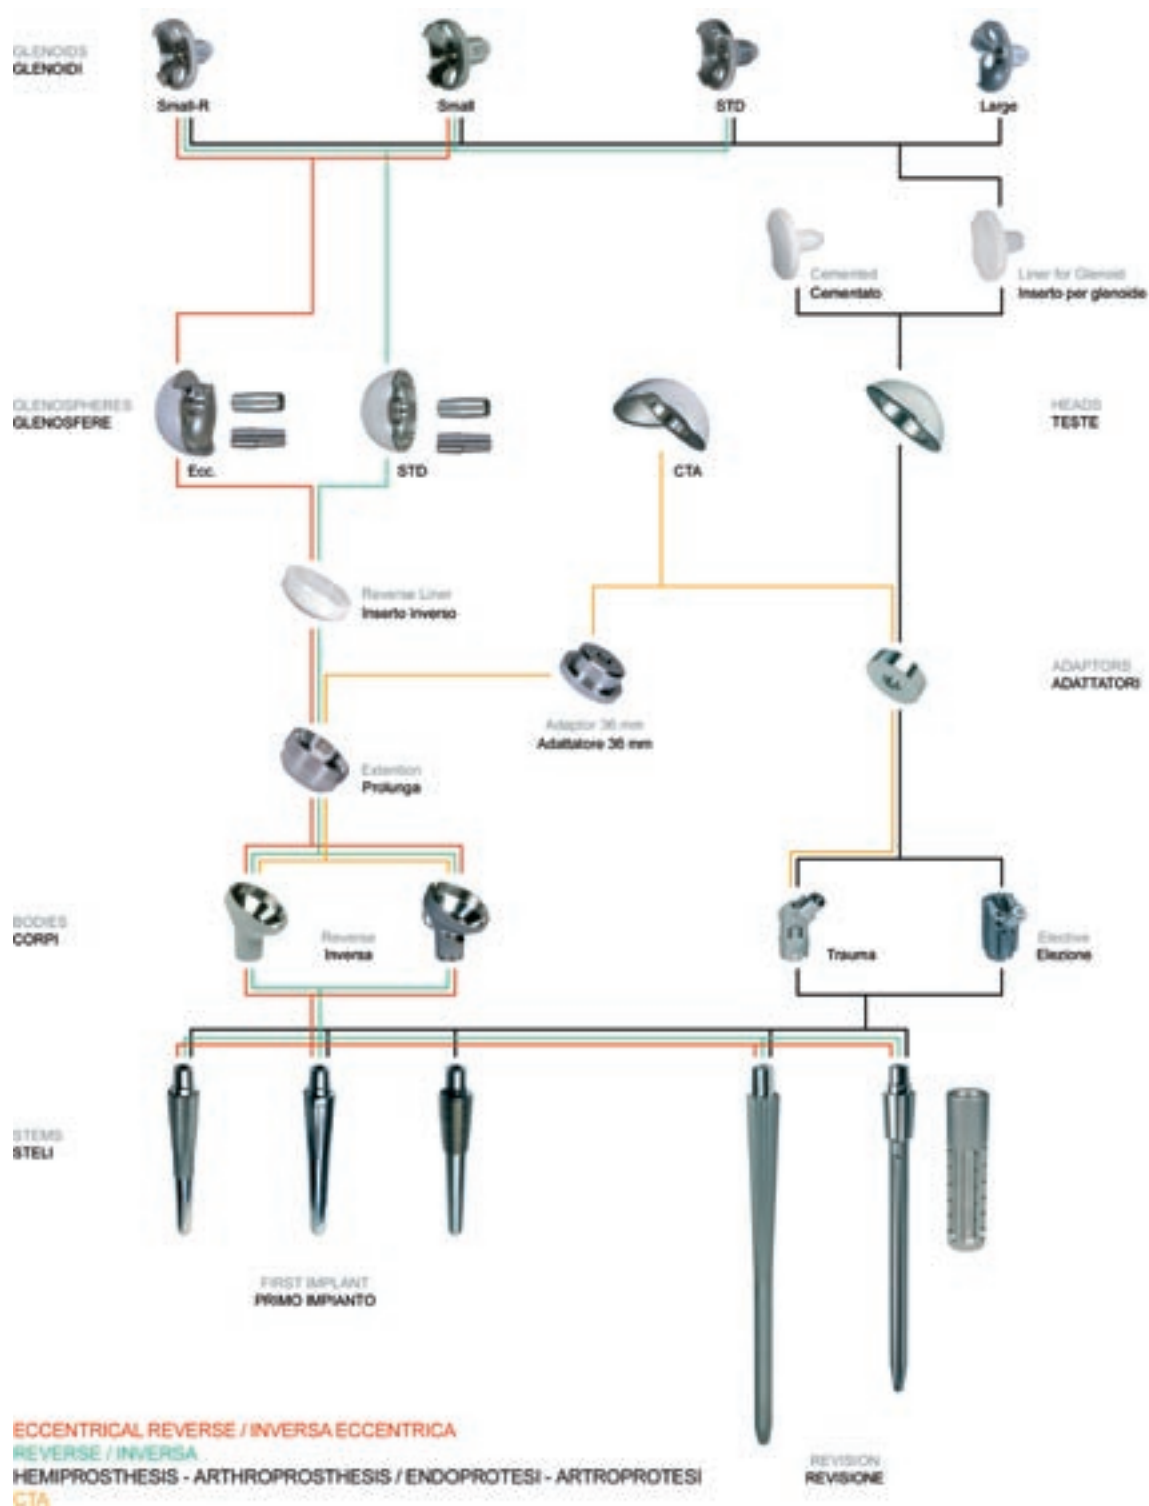 GLENOIDS
GLENOIDI
Small-R
Small
STD
Large
Cemented
Cementato
Liner for Glenoid
Inserto per glenoide
GLENOSPHERES
GLENOSFERE
Ecc.
STD
CTA
HEADS
TESTE
Reverse Liner
Inserto inverso
ADAPTORS
ADATTATORI
Adaptor 36 mm
Adattatore 36 mm
Extention
Prolunga
BODIES
CORPI
Reverse
Inversa
Trauma
Elective
Elezione
STEMS
STELI
FIRST IMPLANT
PRIMO IMPIANTO
ECCENTRICAL REVERSE / INVERSA ECCENTRICA
REVERSE / INVERSA
HEMIPROSTHESIS - ARTHROPROSTHESIS / ENDOPROTESI - ARTROPROTESI
CTA
REVISION
REVISIONE